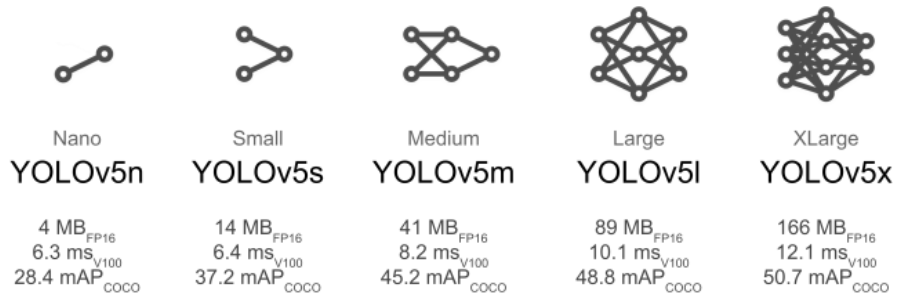 Nano
YOLOv5n
4 MB FP16
6.3 ms V100
28.4 mAP COCO
Small
YOLOv5s
14 MB FP16
6.4 ms V100
37.2 mAP COCO
Medium
YOLOv5m
41 MB FP16
8.2 ms V100
45.2 mAP COCO
Large
YOLOv5l
89 MB FP16
10.1 ms V100
48.8 mAP COCO
XLarge
YOLOv5x
166 MB FP16
12.1 ms V100
50.7 mAP COCO